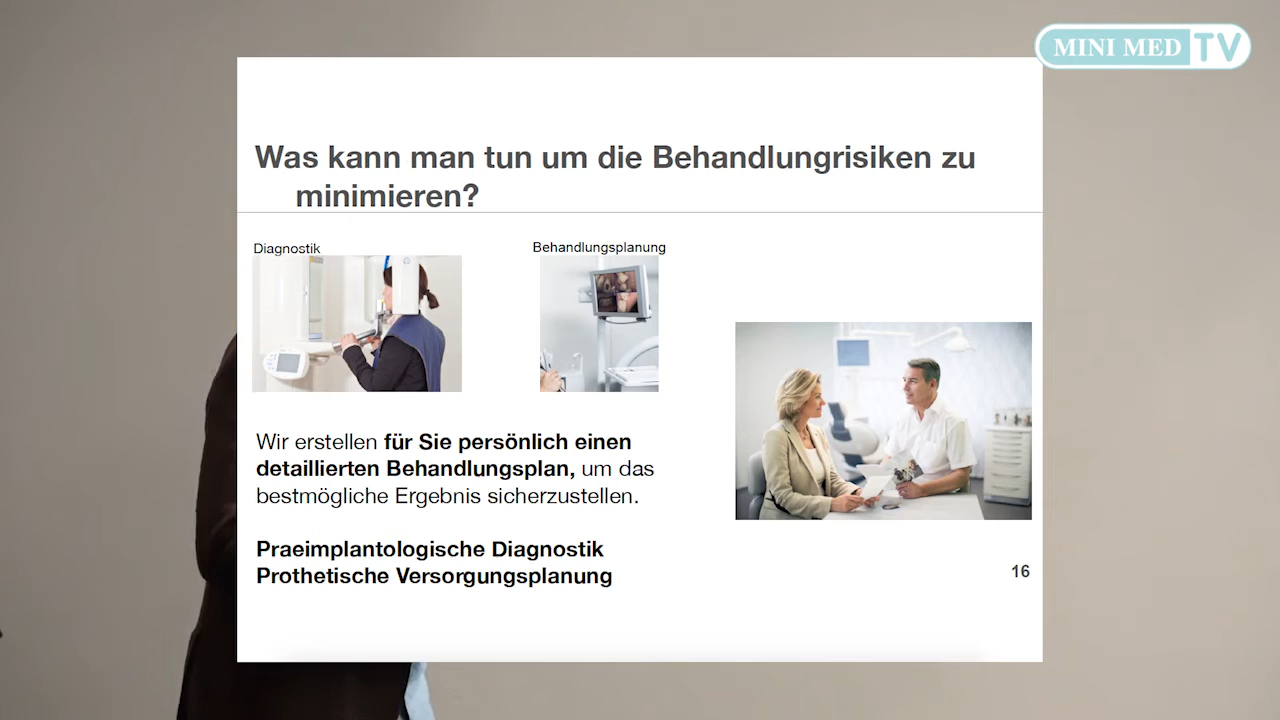 MINI MED TV
Was kann man tun um die Behandlungrisiken zu
minimieren?
Diagnostik
Behandlungsplanung
Wir erstellen für Sie persönlich einen
detaillierten Behandlungsplan, um das
bestmögliche Ergebnis sicherzustellen.
Praeimplantologische Diagnostik
Prothetische Versorgungsplanung
16